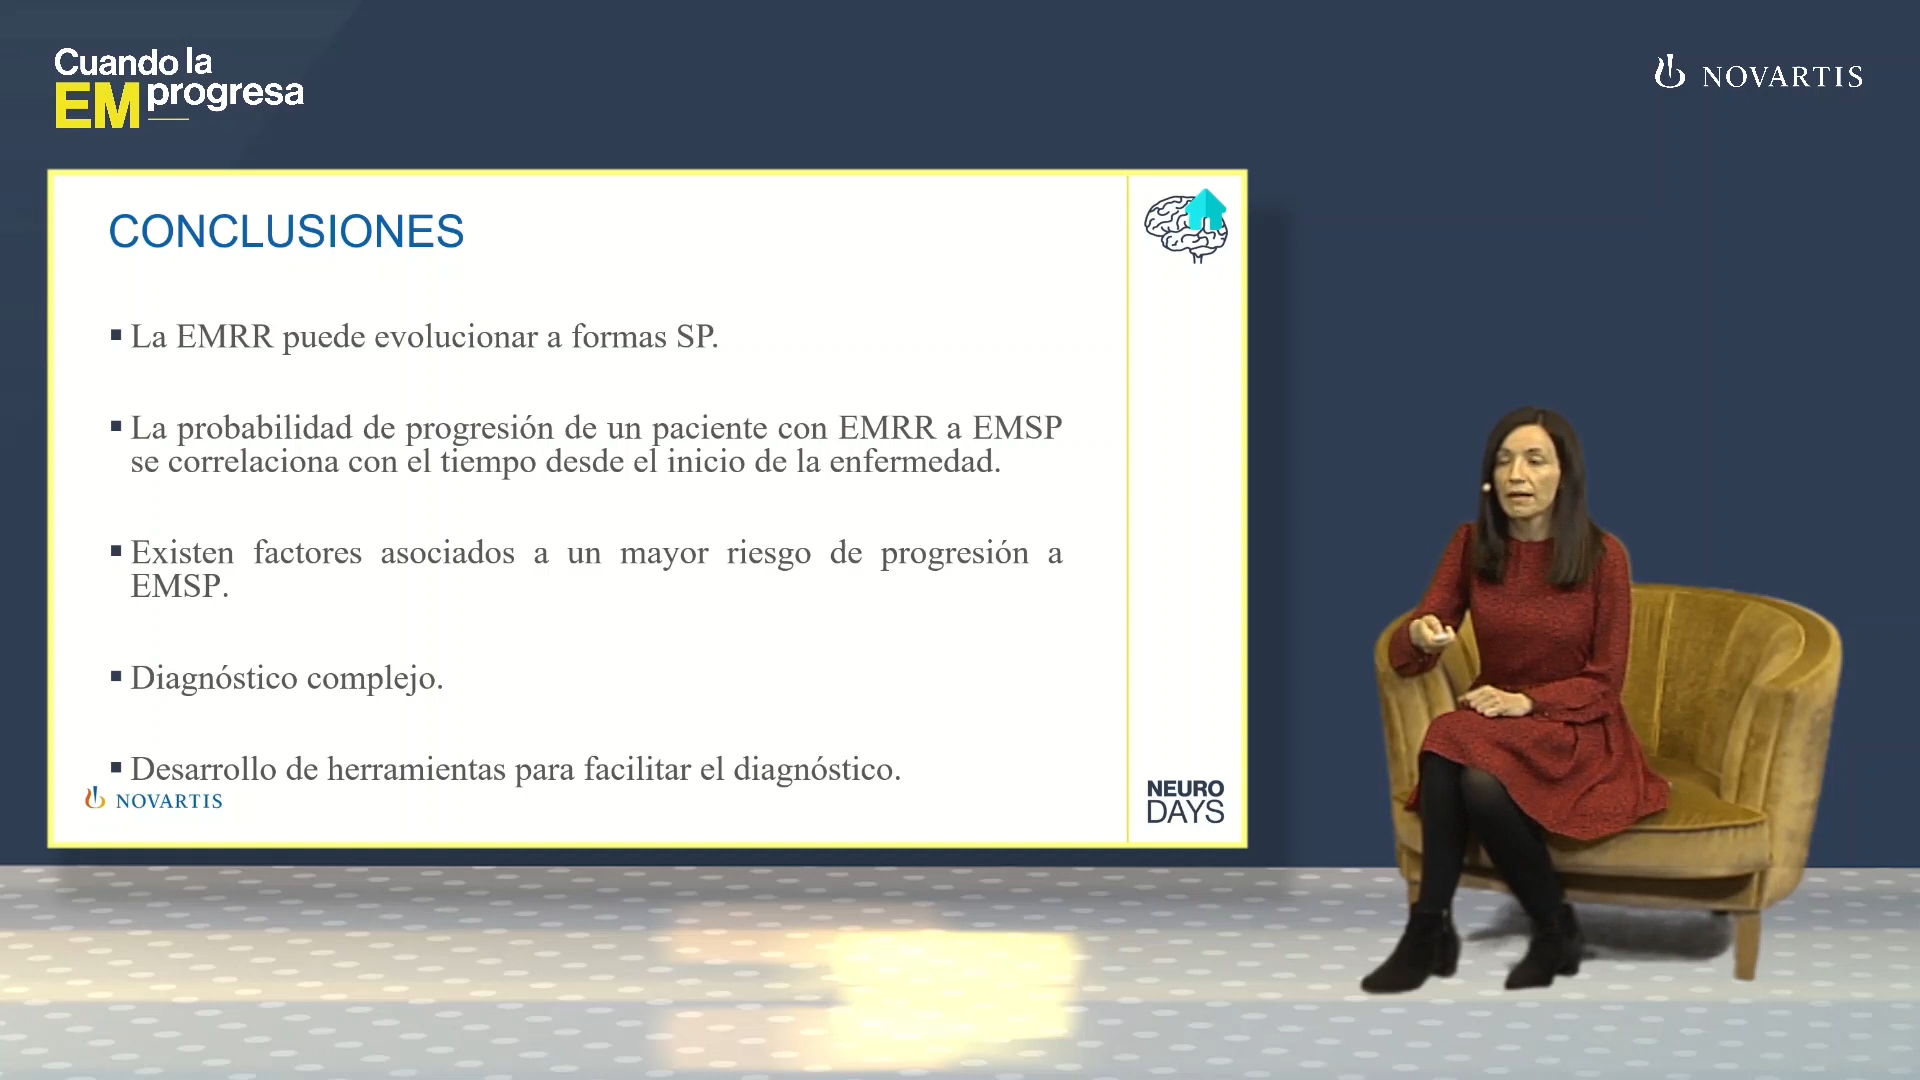 Cuando la
EM progresa
NOVARTIS
CONCLUSIONES
▪ La EMRR puede evolucionar a formas SP.
▪ La probabilidad de progresión de un paciente con EMRR a EMSP
se correlaciona con el tiempo desde el inicio de la enfermedad.
▪ Existen factores asociados a un mayor riesgo de progresión a
EMSP.
▪ Diagnóstico complejo.
▪ Desarrollo de herramientas para facilitar el diagnóstico.
NOVARTIS
NEURO
DAYS